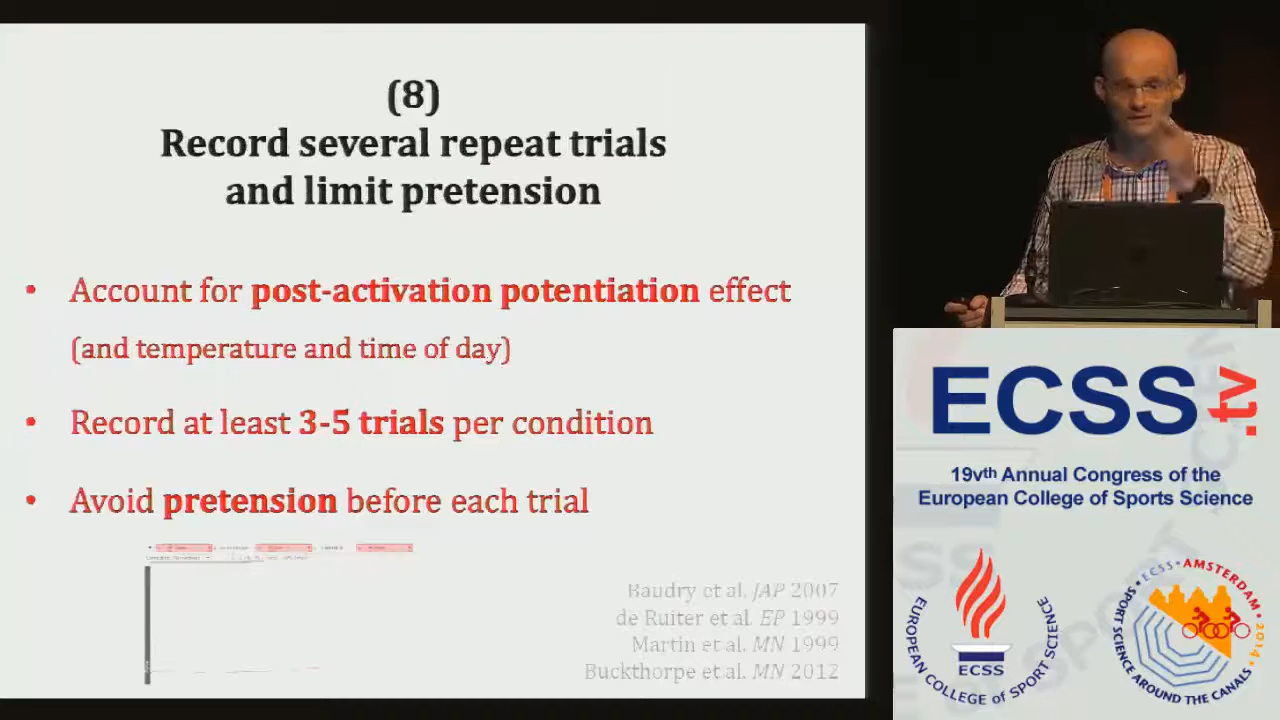 (8)
Record several repeat trials
and limit pretension
• Account for post-activation potentiation effect
(and temperature and time of day)
• Record at least 3-5 trials per condition
• Avoid pretension before each trial
Baudry et al. JAP 2007
de Ruiter et al. EP 1999
Martin et al. MN 1999
Buckthorpe et al. MN 2012
ECSS.tv
19vth Annual Congress of the
European College of Sports Science
EUROPEAN COLLEGE OF SPORT SCIENCE
ECSS
SPORT SCIENCE AROUND THE CANALS
• ECSS • AMSTERDAM 2014 •